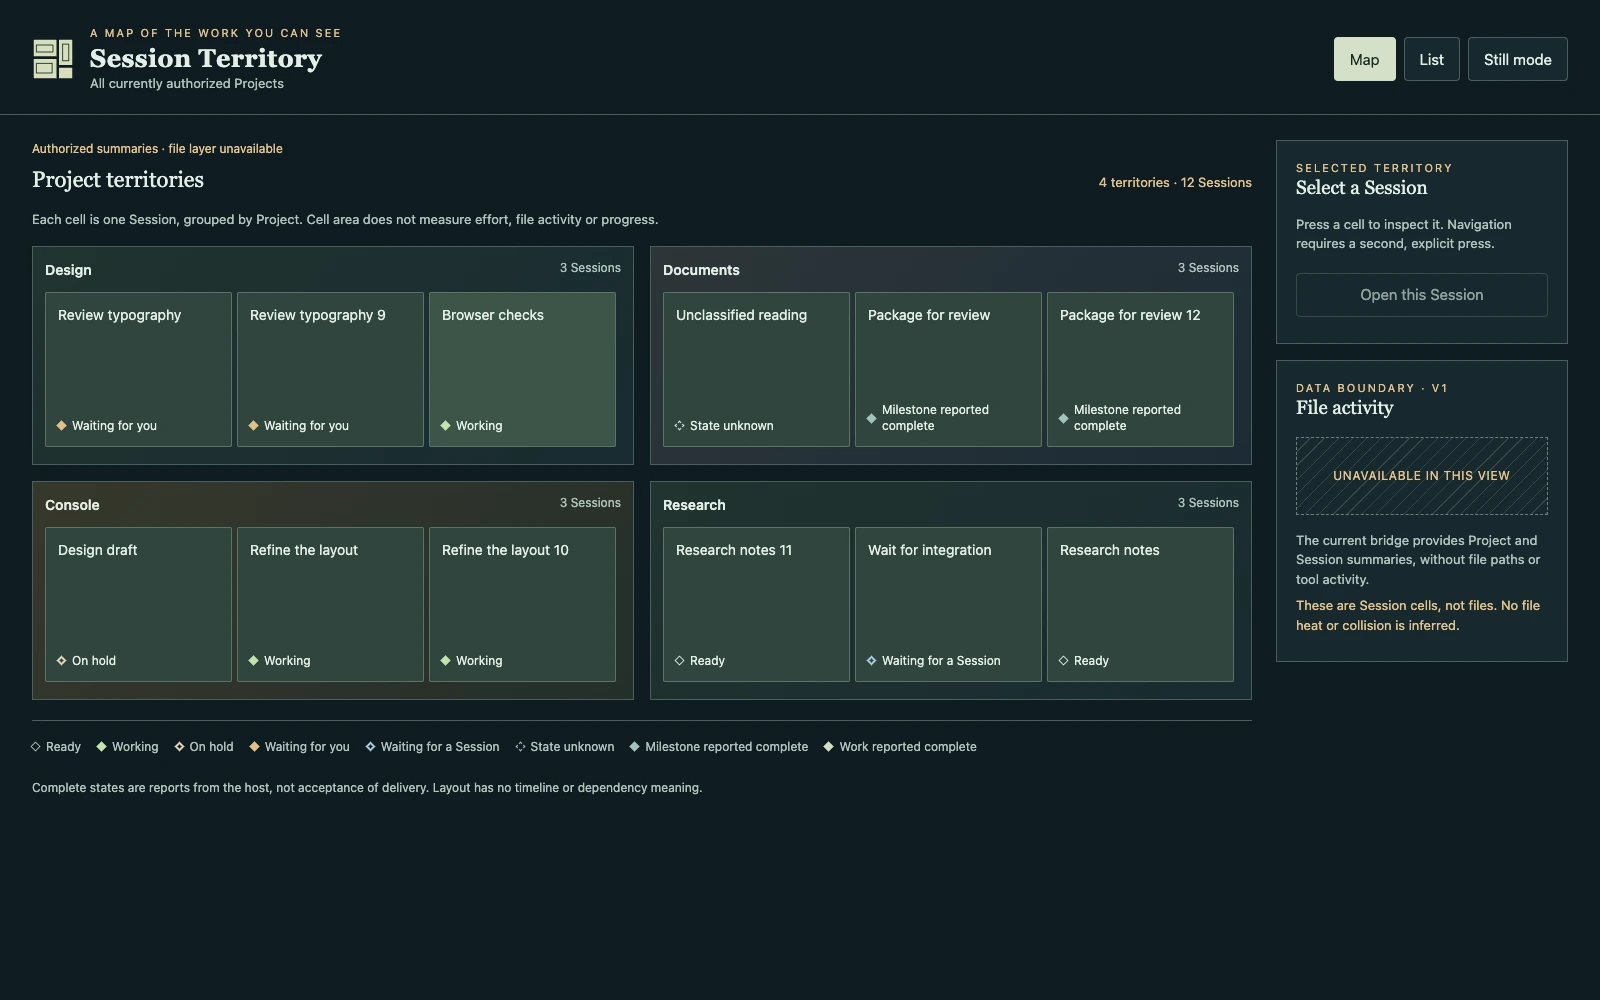 A MAP OF THE WORK YOU CAN SEE
Session Territory
All currently authorized Projects
Map
List
Still mode
Authorized summaries · file layer unavailable
Project territories
4 territories · 12 Sessions
Each cell is one Session, grouped by Project. Cell area does not measure effort, file activity or progress.
Design
3 Sessions
Review typography
Waiting for you
Review typography 9
Waiting for you
Browser checks
Working
Documents
3 Sessions
Unclassified reading
State unknown
Package for review
Milestone reported
complete
Package for review 12
Milestone reported
complete
Console
3 Sessions
Design draft
On hold
Refine the layout
Working
Refine the layout 10
Working
Research
3 Sessions
Research notes 11
Ready
Wait for integration
Waiting for a Session
Research notes
Ready
Ready
Working
On hold
Waiting for you
Waiting for a Session
State unknown
Milestone reported complete
Work reported complete
Complete states are reports from the host, not acceptance of delivery. Layout has no timeline or dependency meaning.
SELECTED TERRITORY
Select a Session
Press a cell to inspect it. Navigation
requires a second, explicit press.
Open this Session
DATA BOUNDARY · V1
File activity
UNAVAILABLE IN THIS VIEW
The current bridge provides Project and
Session summaries, without file paths or
tool activity.
These are Session cells, not files. No file
heat or collision is inferred.